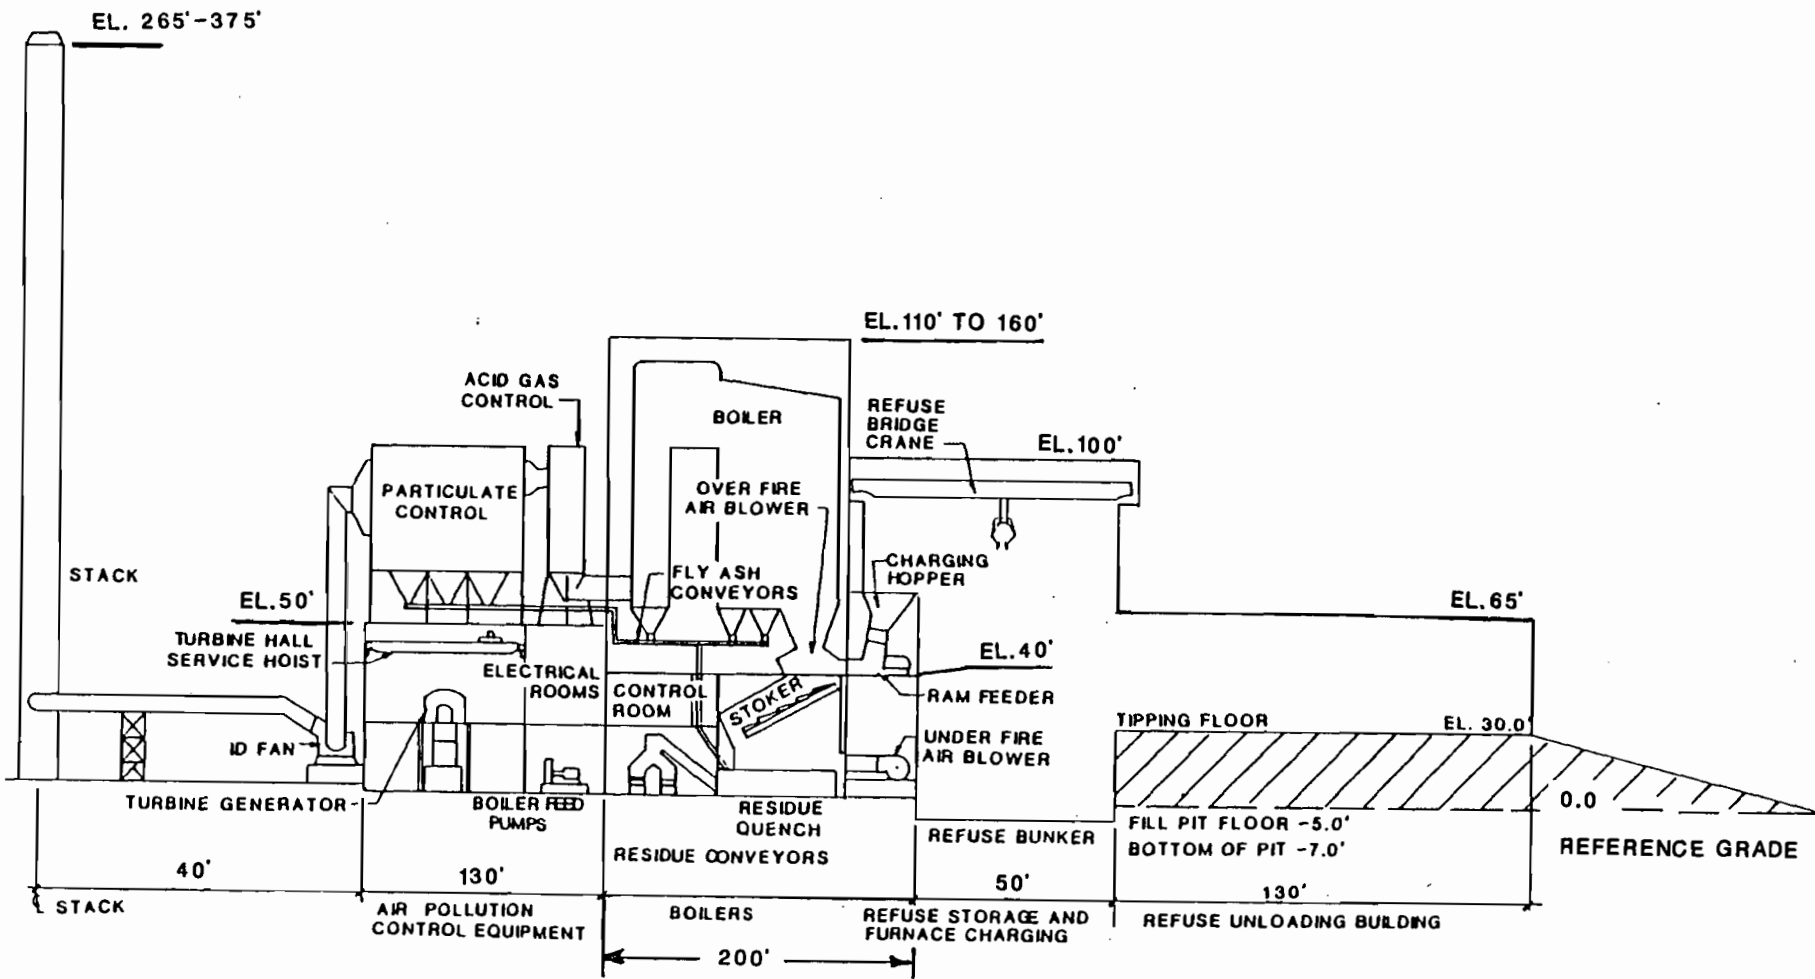 EL. 265'-375'
EL. 110' TO 160'
ACID GAS
CONTROL
BOILER
REFUSE
BRIDGE
CRANE
EL. 100'
PARTICULATE
CONTROL
OVER FIRE
AIR BLOWER
STACK
FLY ASH
CONVEYORS
CHARGING
HOPPER
EL. 50'
EL. 65'
TURBINE HALL
SERVICE HOIST
ELECTRICAL
ROOMS
CONTROL
ROOM
STOKER
EL. 40'
RAM FEEDER
TIPPING FLOOR
EL. 30.0'
ID FAN
UNDER FIRE
AIR BLOWER
TURBINE GENERATOR
BOILER FEED
PUMPS
RESIDUE
QUENCH
REFUSE BUNKER
0.0
FILL PIT FLOOR -5.0'
BOTTOM OF PIT -7.0'
REFERENCE GRADE
RESIDUE CONVEYORS
40'
130'
50'
130'
℄ STACK
AIR POLLUTION
CONTROL EQUIPMENT
BOILERS
REFUSE STORAGE AND
FURNACE CHARGING
REFUSE UNLOADING BUILDING
200'